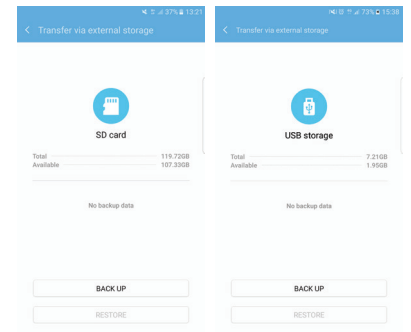 37% 13:21
Transfer via external storage
SD card
Total 119.72GB
Available 107.33GB
No backup data
BACK UP
RESTORE
73% 15:38
Transfer via external storage
USB storage
Total 7.21GB
Available 1.95GB
No backup data
BACK UP
RESTORE